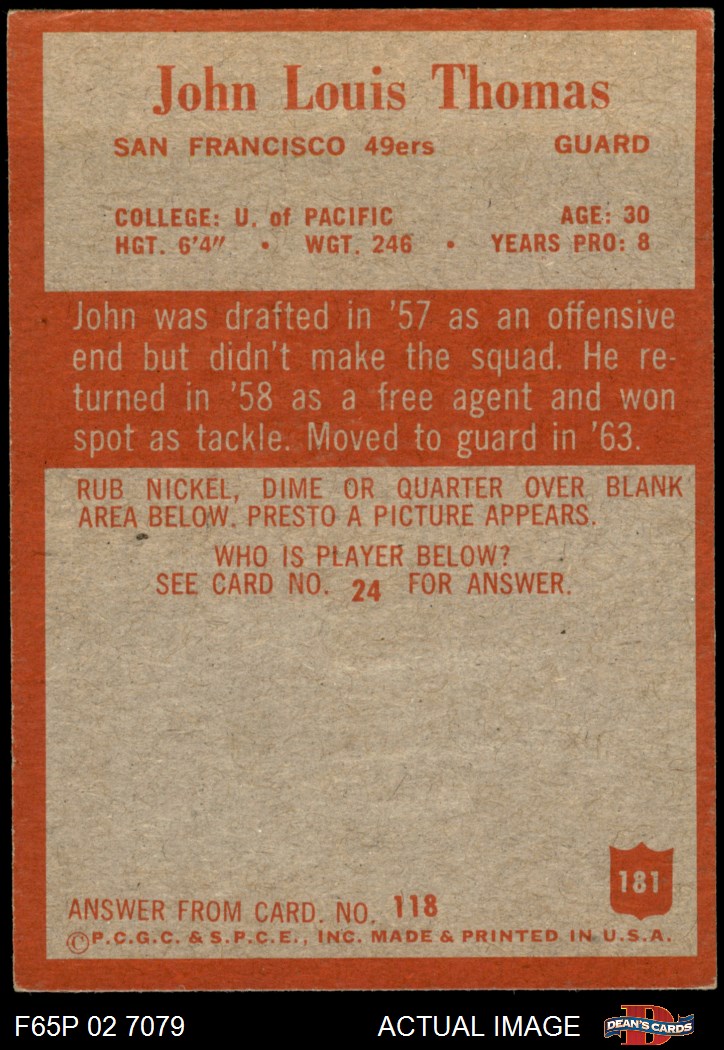 John Louis Thomas
SAN FRANCISCO 49ers GUARD
COLLEGE: U. of PACIFIC AGE: 30
HGT. 6'4" • WGT. 246 • YEARS PRO: 8
John was drafted in '57 as an offensive
end but didn't make the squad. He re-
turned in '58 as a free agent and won
spot as tackle. Moved to guard in '63.
RUB NICKEL, DIME OR QUARTER OVER BLANK
AREA BELOW. PRESTO A PICTURE APPEARS.
WHO IS PLAYER BELOW?
SEE CARD NO. 24 FOR ANSWER.
181
ANSWER FROM CARD. NO. 118
©P.C.G.C. & S.P.C.E., INC. MADE & PRINTED IN U.S.A.
F65P 02 7079 ACTUAL IMAGE
D
DEAN'S CARDS